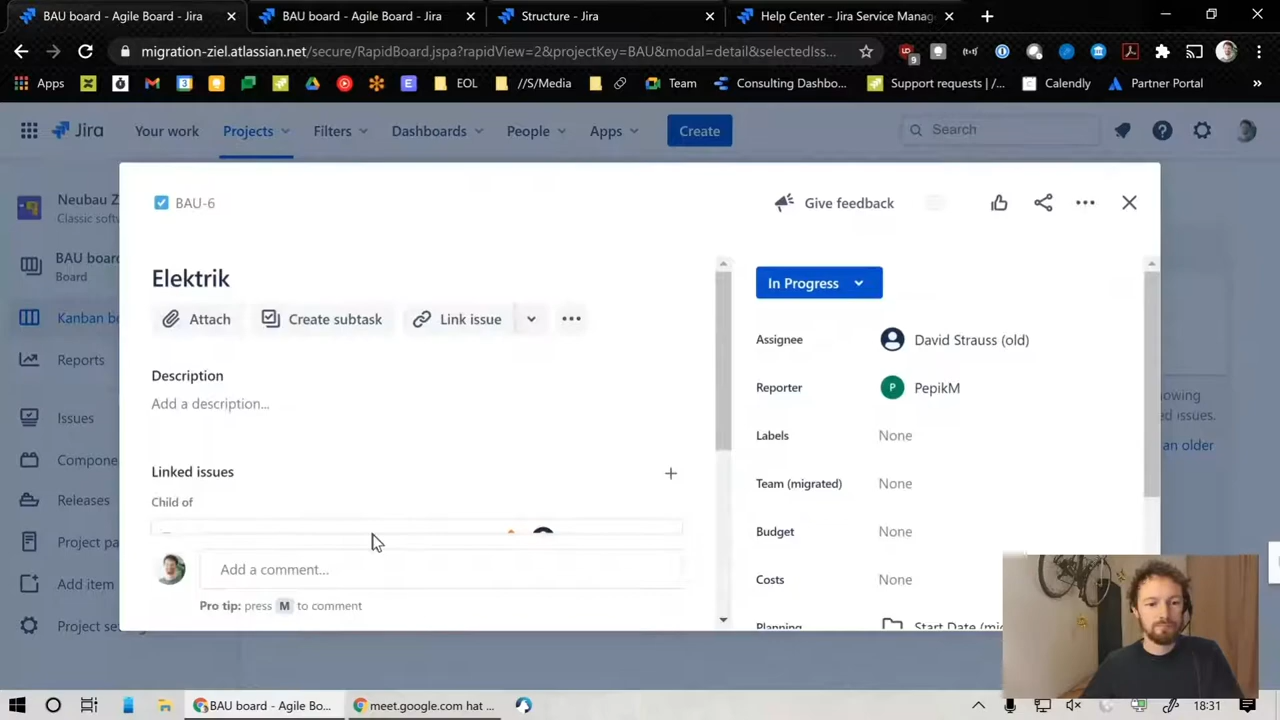 BAU board - Agile Board - Jira
BAU board - Agile Board - Jira
Structure - Jira
Help Center - Jira Service Manag
migration-ziel.atlassian.net/secure/RapidBoard.jspa?rapidView=2&projectKey=BAU&modal=detail&selectedIss...
9
Apps
EOL
//S/Media
Team
Consulting Dashbo...
Support requests | /...
Calendly
Partner Portal
»
Jira
Your work
Projects
Filters
Dashboards
People
Apps
Create
Search
Neubau Z
Classic softw
BAU boar
Board
Kanban b
Reports
Issues
Compone
Releases
Project pa
Add item
Project se
BAU-6
Give feedback
Elektrik
Attach
Create subtask
Link issue
Description
Add a description...
Linked issues
Child of
Add a comment...
Pro tip: press M to comment
In Progress
Assignee
David Strauss (old)
Reporter
P
PepikM
Labels
None
Team (migrated)
None
Budget
None
Costs
None
Planning
Start Date (mi
owing
ed issues.
an older
BAU board - Agile Bo...
meet.google.com hat ...
18:31